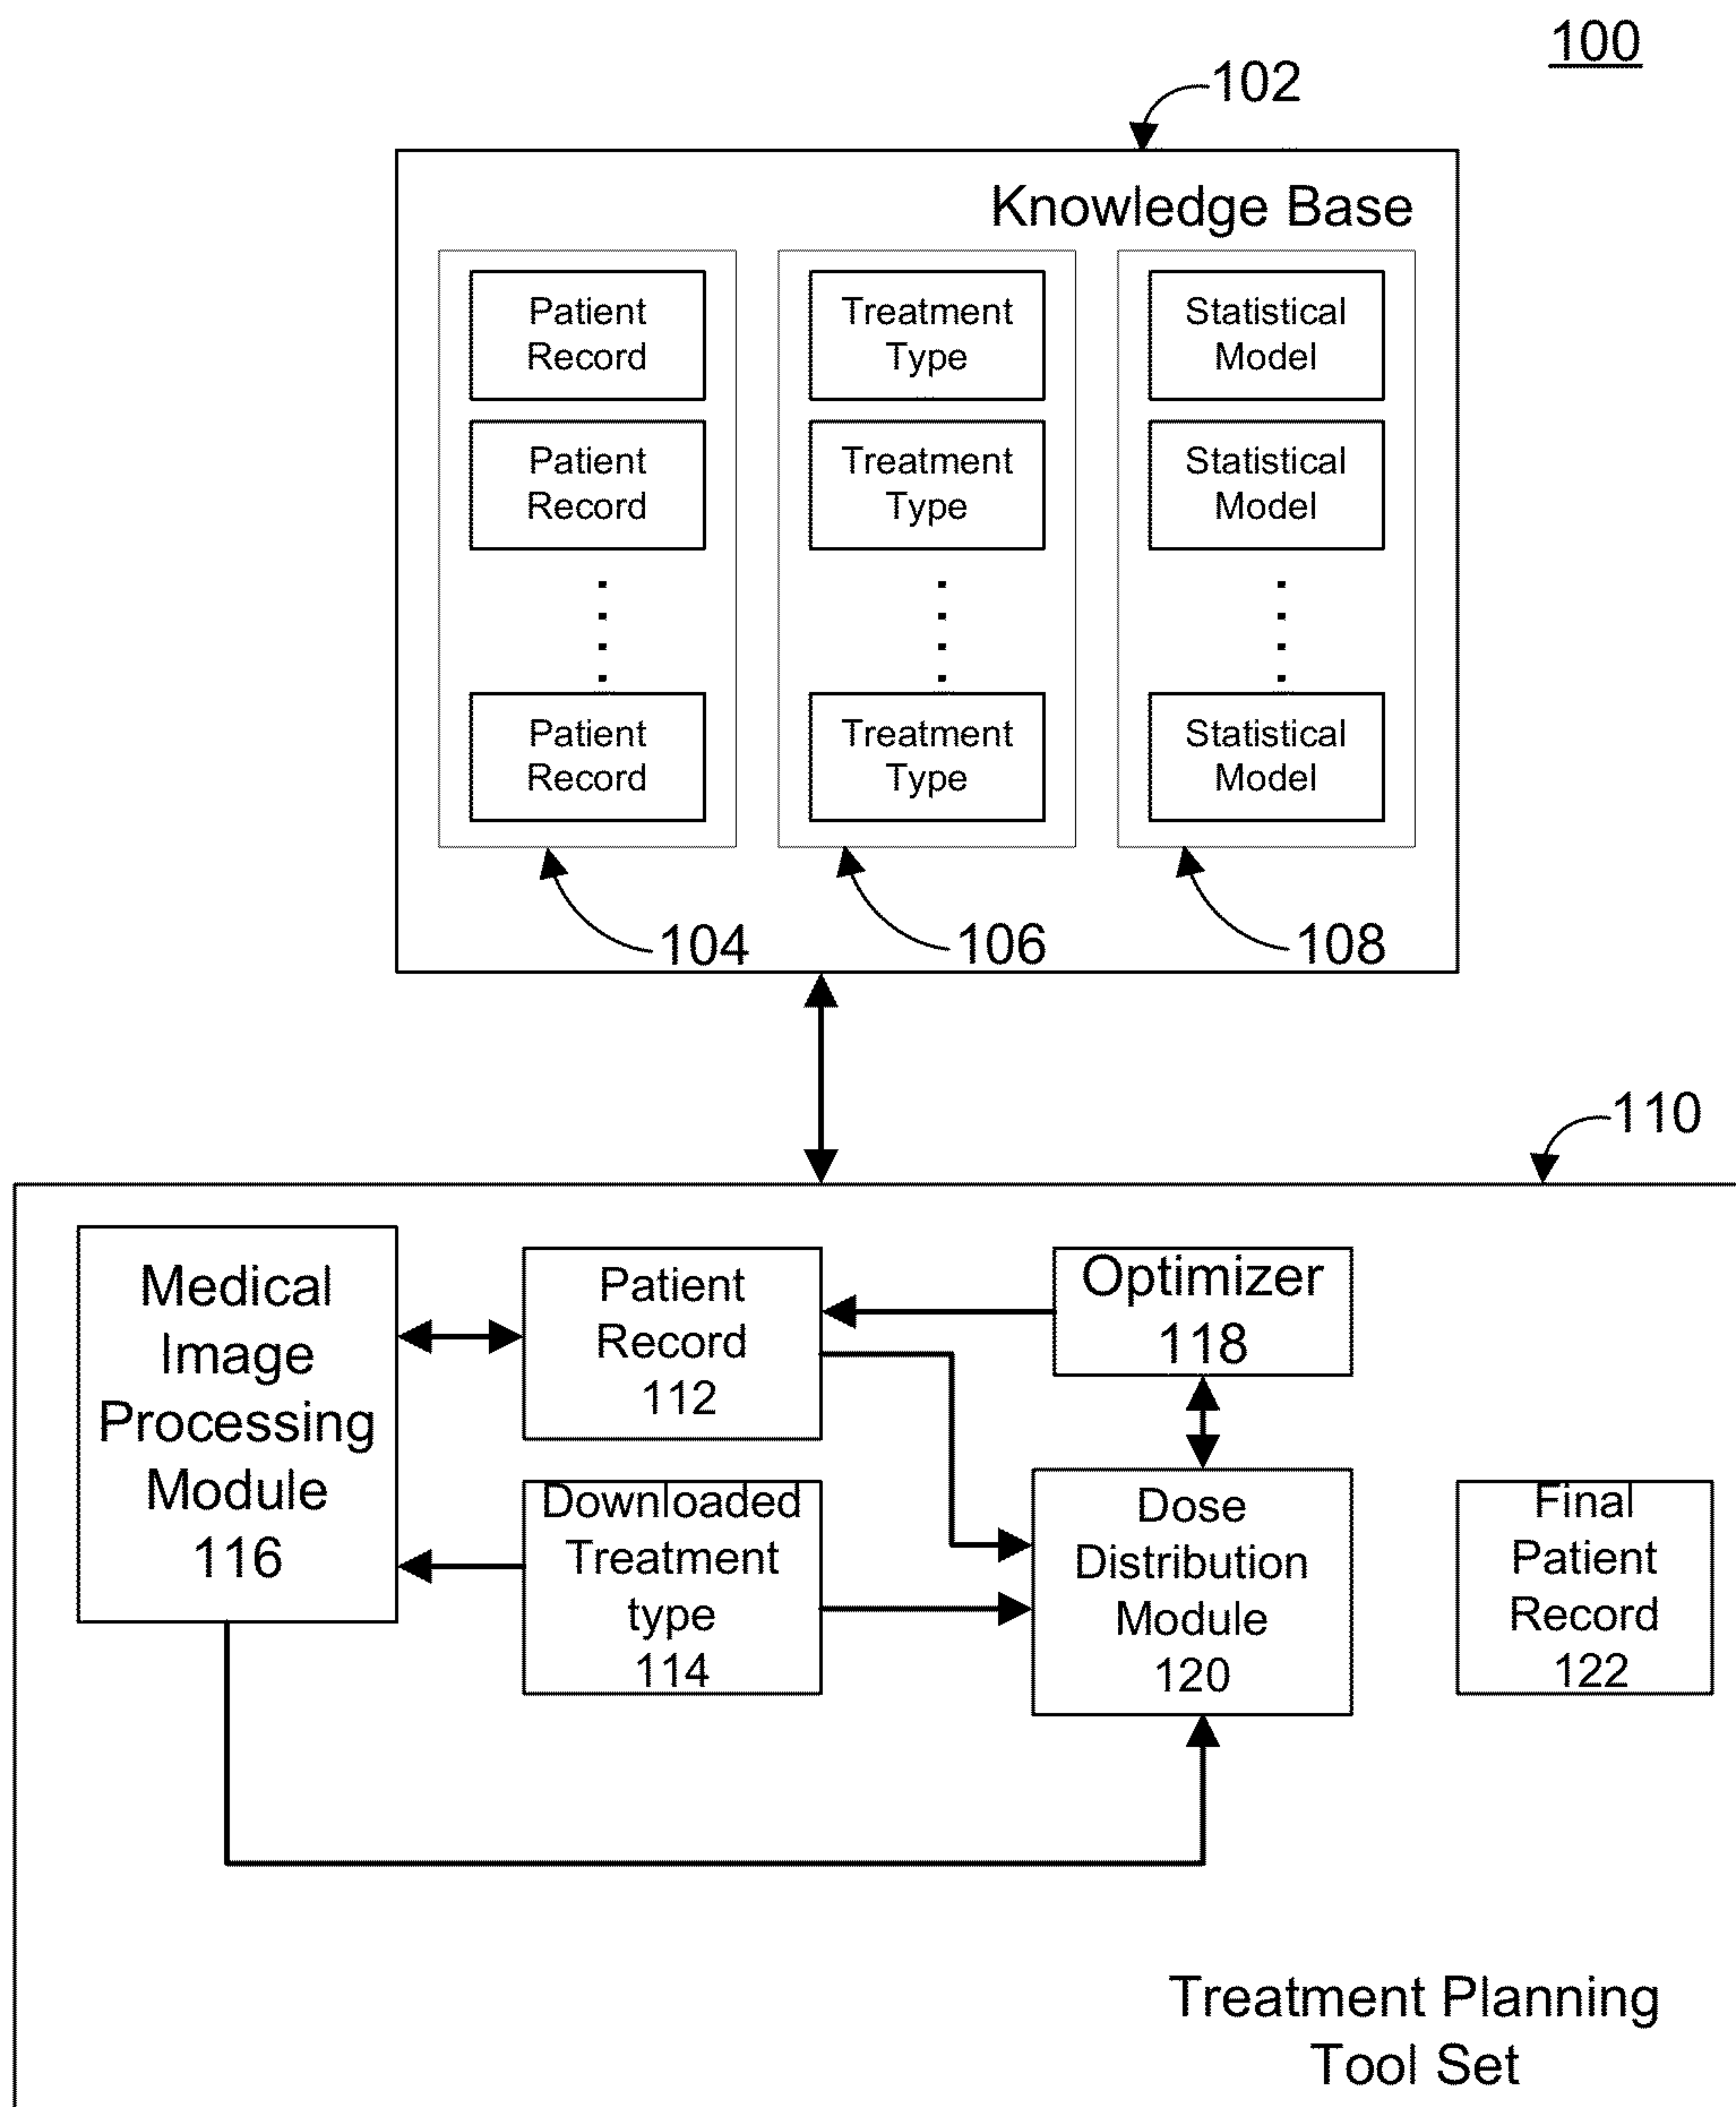 100
102
Knowledge Base
Patient
Record
Treatment
Type
Statistical
Model
Patient
Record
Treatment
Type
Statistical
Model
Patient
Record
Treatment
Type
Statistical
Model
104
106
108
110
Medical
Image
Processing
Module
116
Patient
Record
112
Optimizer
118
Downloaded
Treatment
type
114
Dose
Distribution
Module
120
Final
Patient
Record
122
Treatment Planning
Tool Set